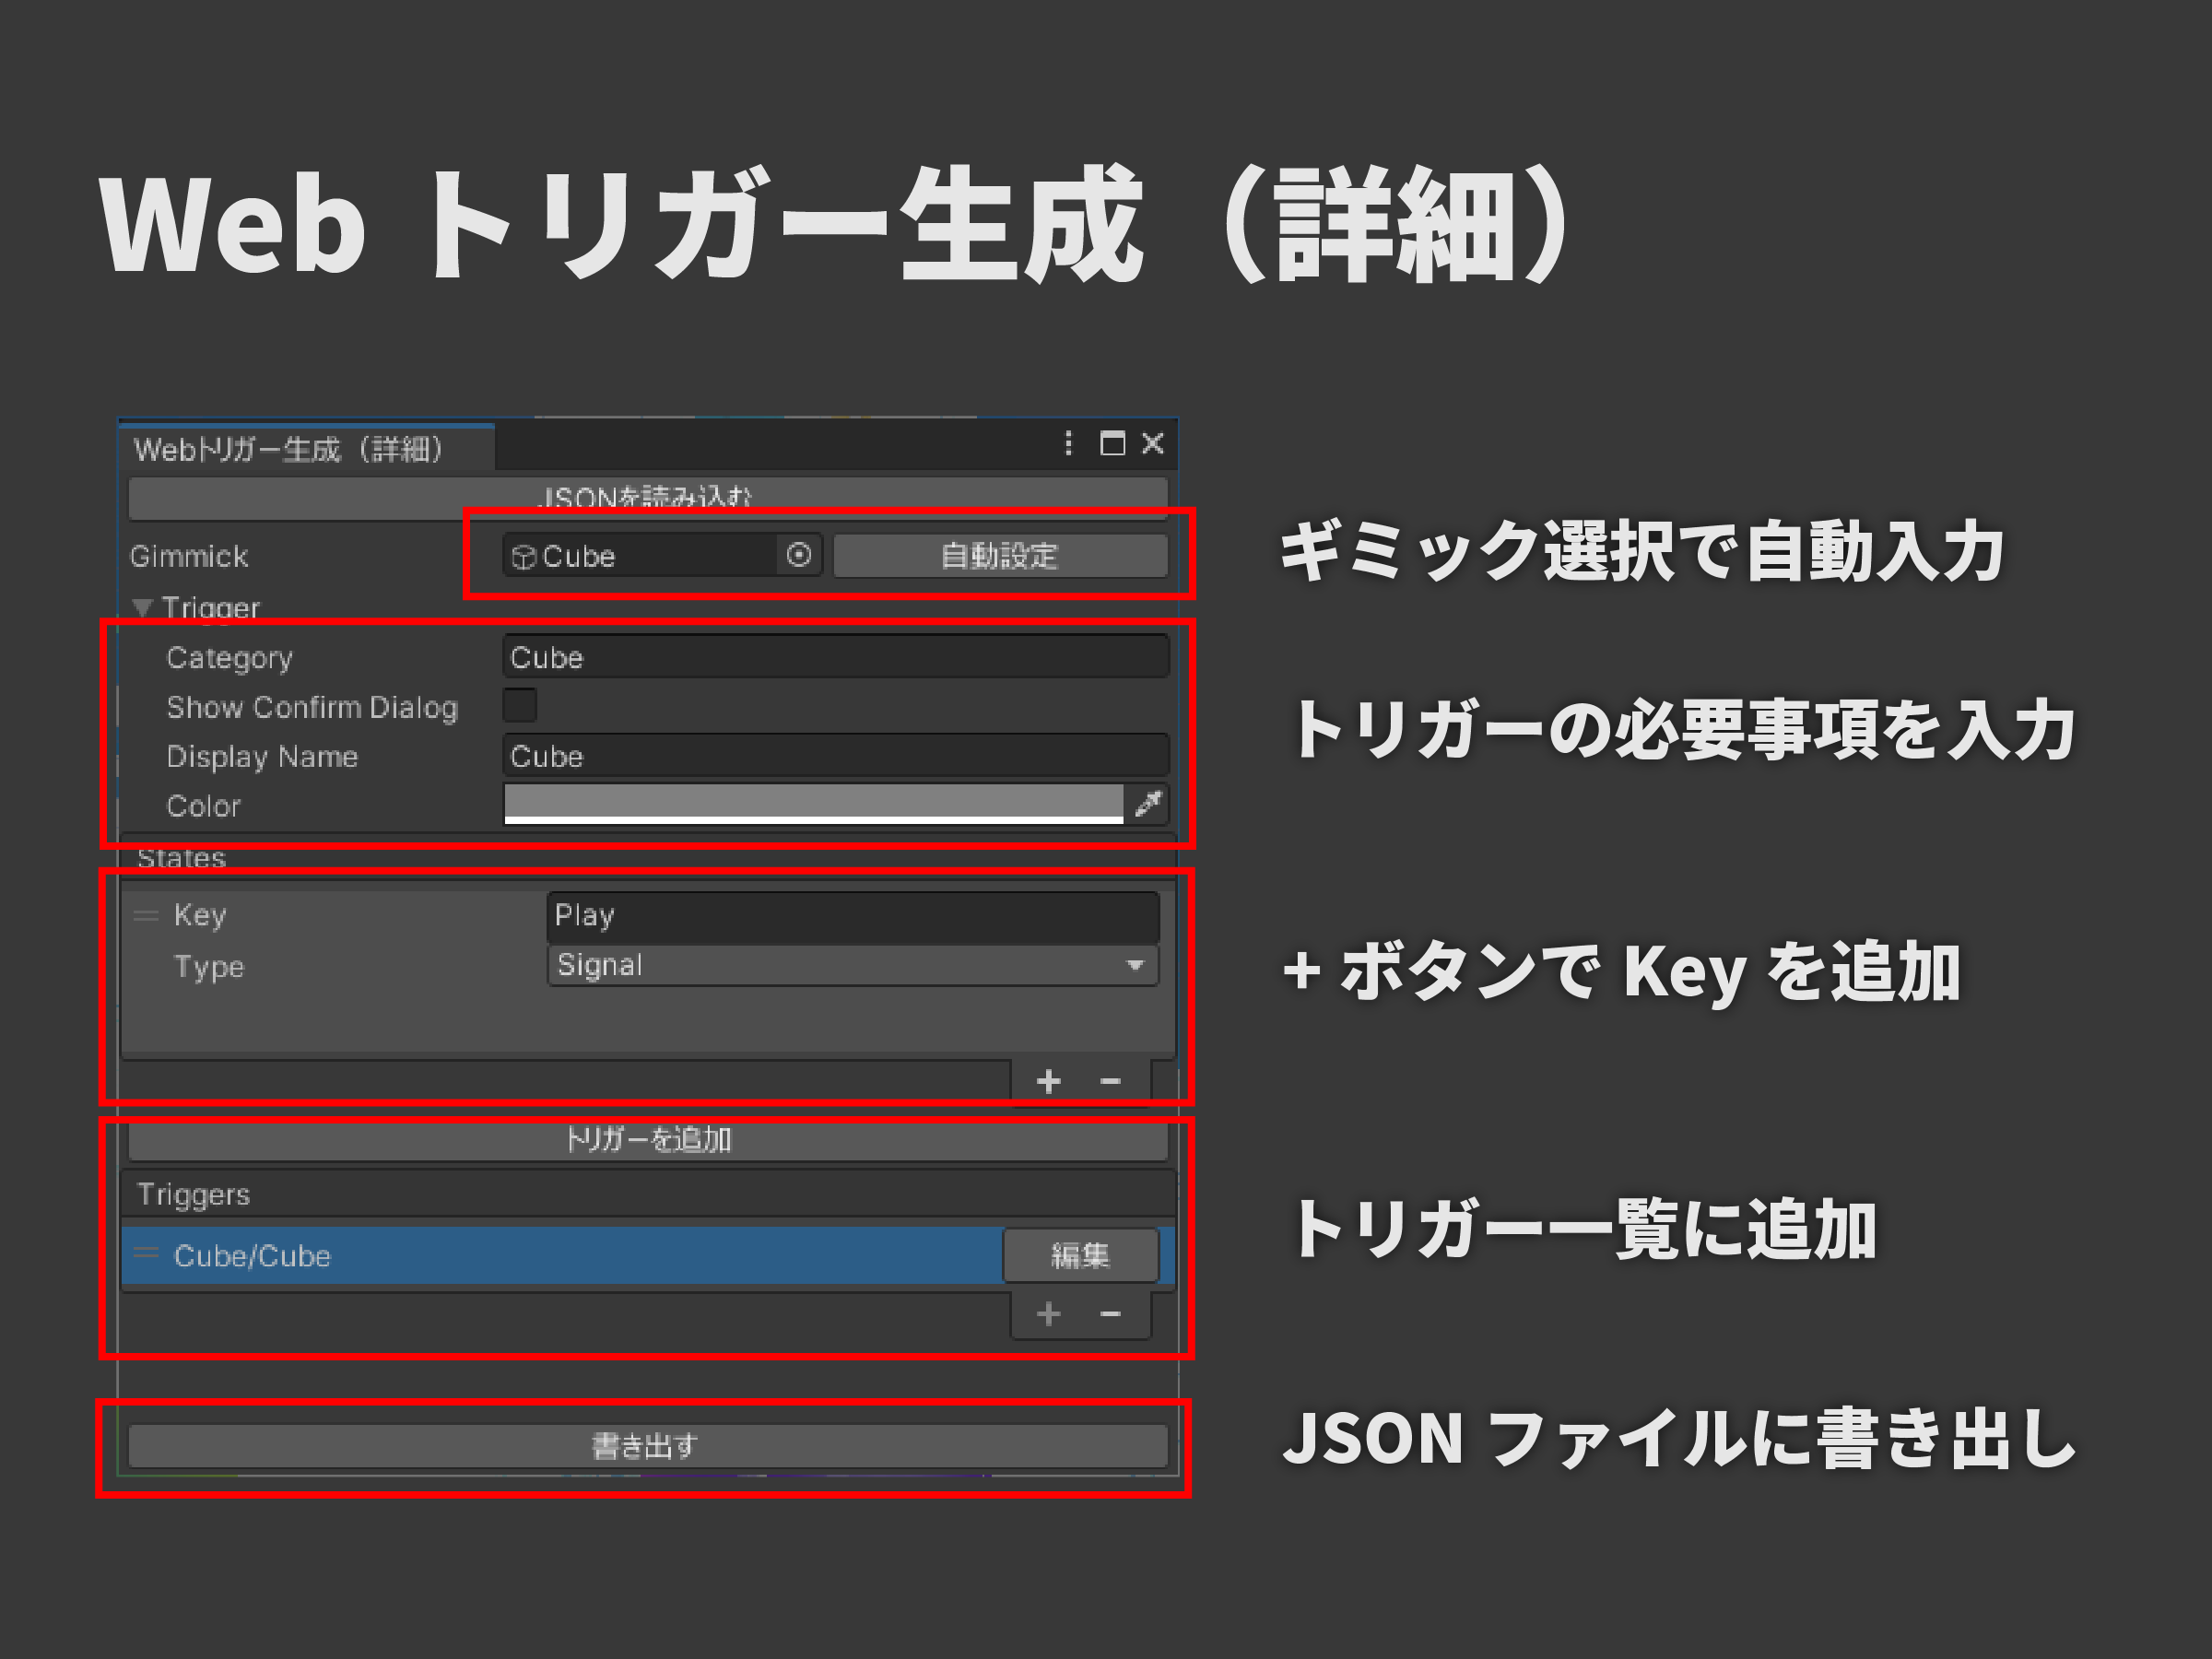 Web トリガー生成（詳細）
Webトリガー生成（詳細）
JSONを読み込む
Gimmick
Cube
自動設定
ギミック選択で自動入力
Trigger
Category
Cube
Show Confirm Dialog
Display Name
Cube
Color
トリガーの必要事項を入力
States
Key
Play
Type
Signal
+ −
+ ボタンで Key を追加
トリガーを追加
Triggers
Cube/Cube
編集
+ −
トリガー一覧に追加
書き出す
JSON ファイルに書き出し